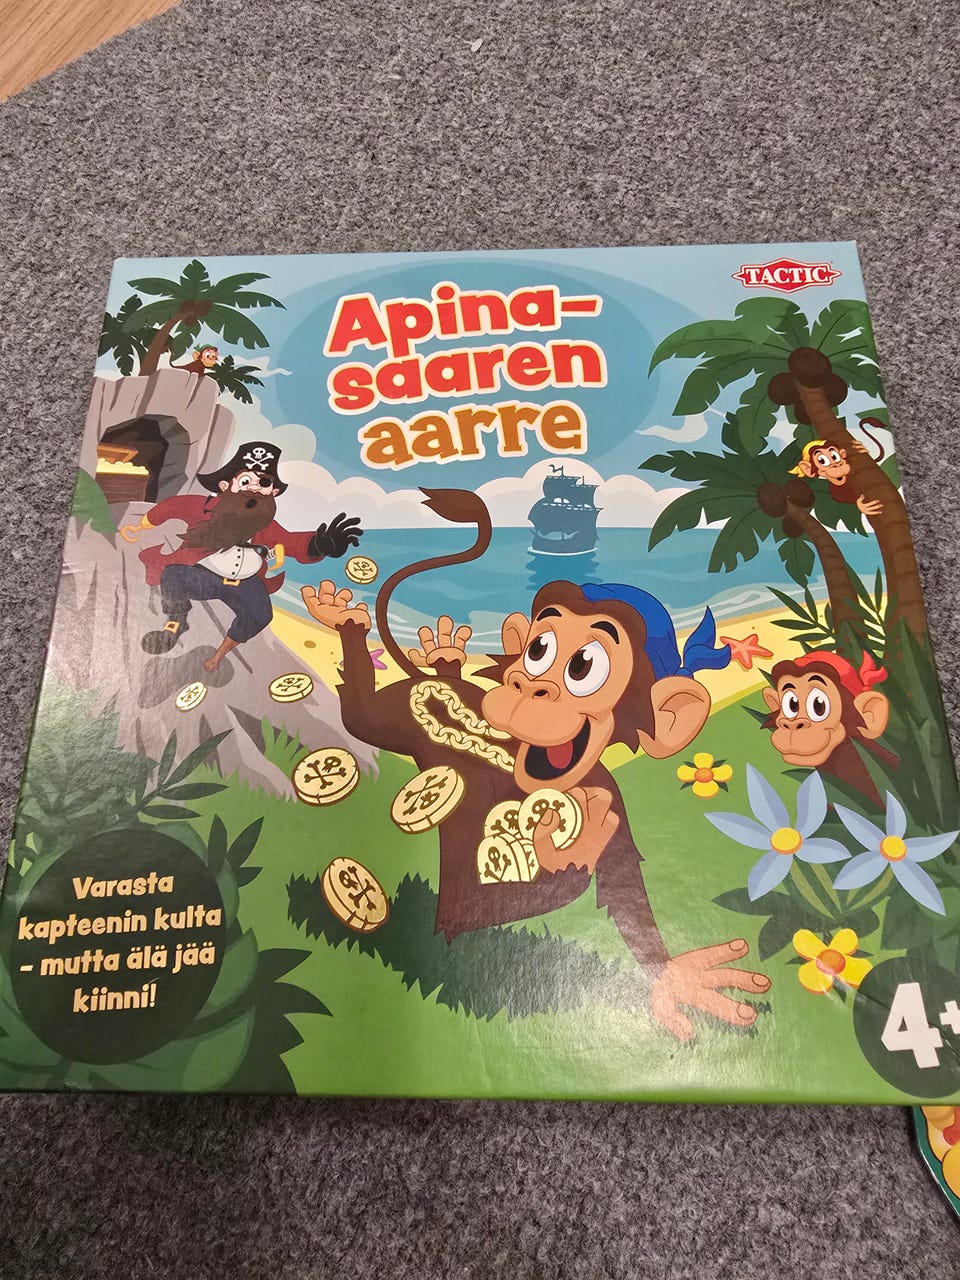 TACTIC
Apina-
saaren
aarre
Varasta
kapteenin kulta
- mutta älä jää
kiinni!
4+